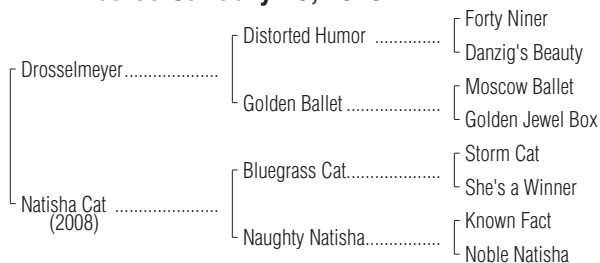 Forty Niner
Distorted Humor ...............
Danzig's Beauty
Drosselmeyer....................
Moscow Ballet
Golden Ballet ..................
Golden Jewel Box
Storm Cat
Bluegrass Cat..................
She's a Winner
Natisha Cat .....................
(2008)
Known Fact
Naughty Natisha...............
Noble Natisha